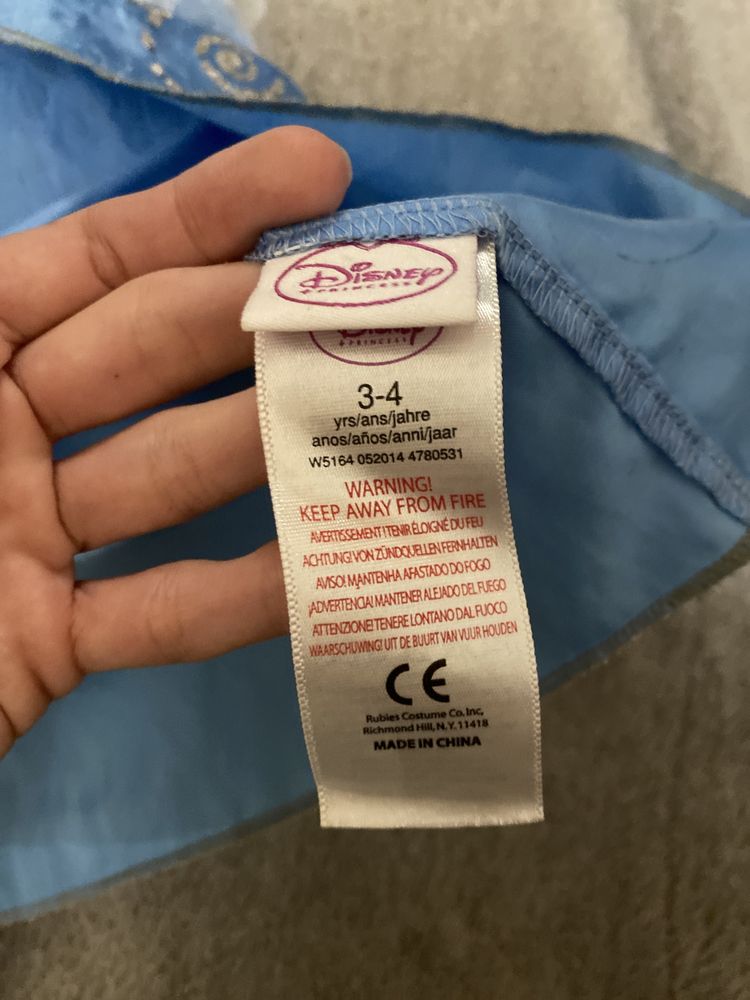 Disney
PRINCESS
Disney
PRINCESS
3-4
yrs/ans/jahre
anos/años/anni/jaar
W5164 052014 4780531
WARNING!
KEEP AWAY FROM FIRE
AVERTISSEMENT!TENIR ÉLOIGNÉ DU FEU
ACHTUNG! VON ZÜNDQUELLEN FERNHALTEN
AVISO! MANTENHA AFASTADO DO FOGO
¡ADVERTENCIA! MANTENER ALEJADO DEL FUEGO
ATTENZIONE! TENERE LONTANO DAL FUOCO
WAARSCHUWING! UIT DE BUURT VAN VUUR HOUDEN
CE
Rubies Costume Co. Inc,
Richmond Hill, N.Y. 11418
MADE IN CHINA